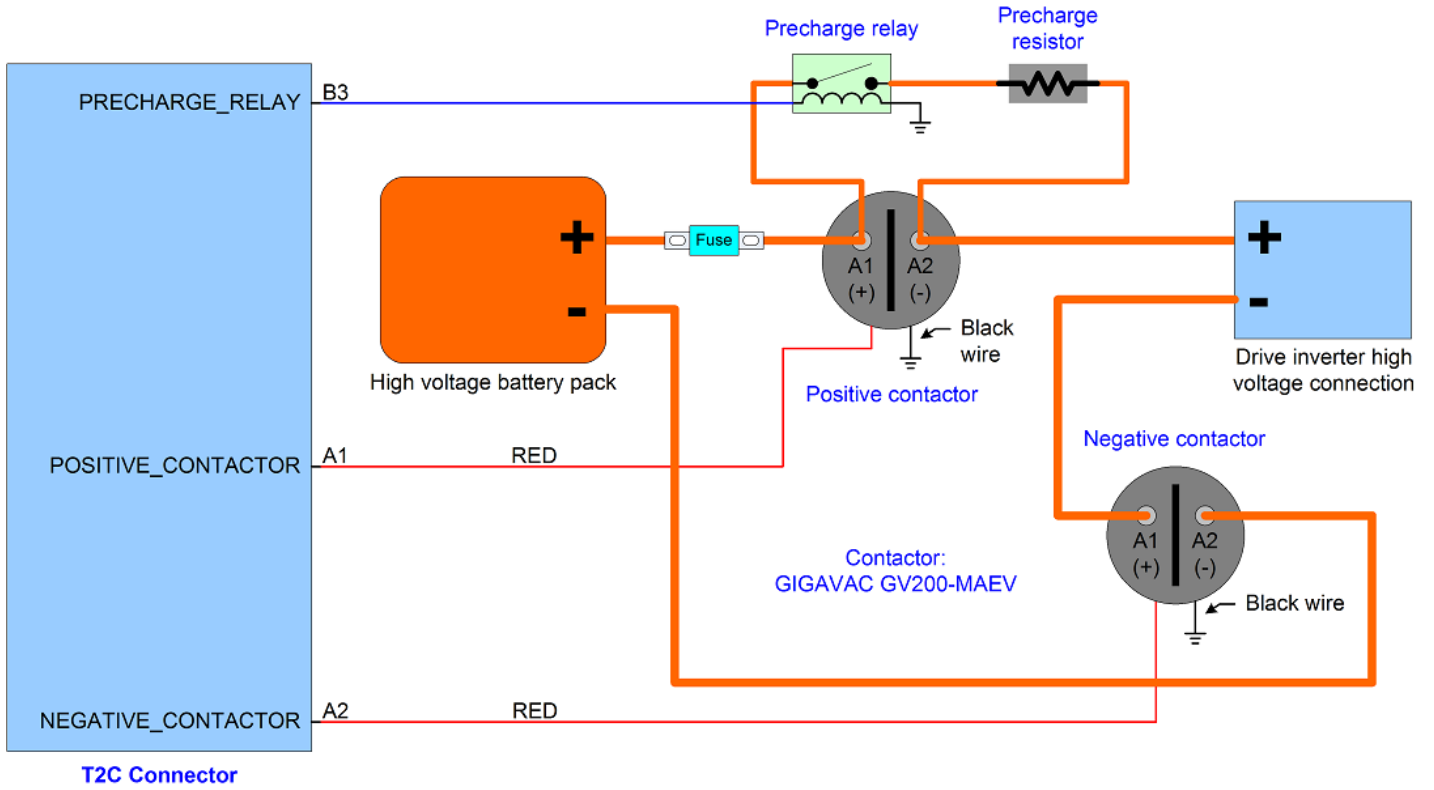 Precharge relay
Precharge
resistor
PRECHARGE_RELAY
B3
+
-
High voltage battery pack
Fuse
A1
(+)
A2
(-)
Black
wire
Positive contactor
+
-
Drive inverter high
voltage connection
POSITIVE_CONTACTOR
A1
RED
Negative contactor
A1
(+)
A2
(-)
Black wire
Contactor:
GIGAVAC GV200-MAEV
NEGATIVE_CONTACTOR
A2
RED
T2C Connector